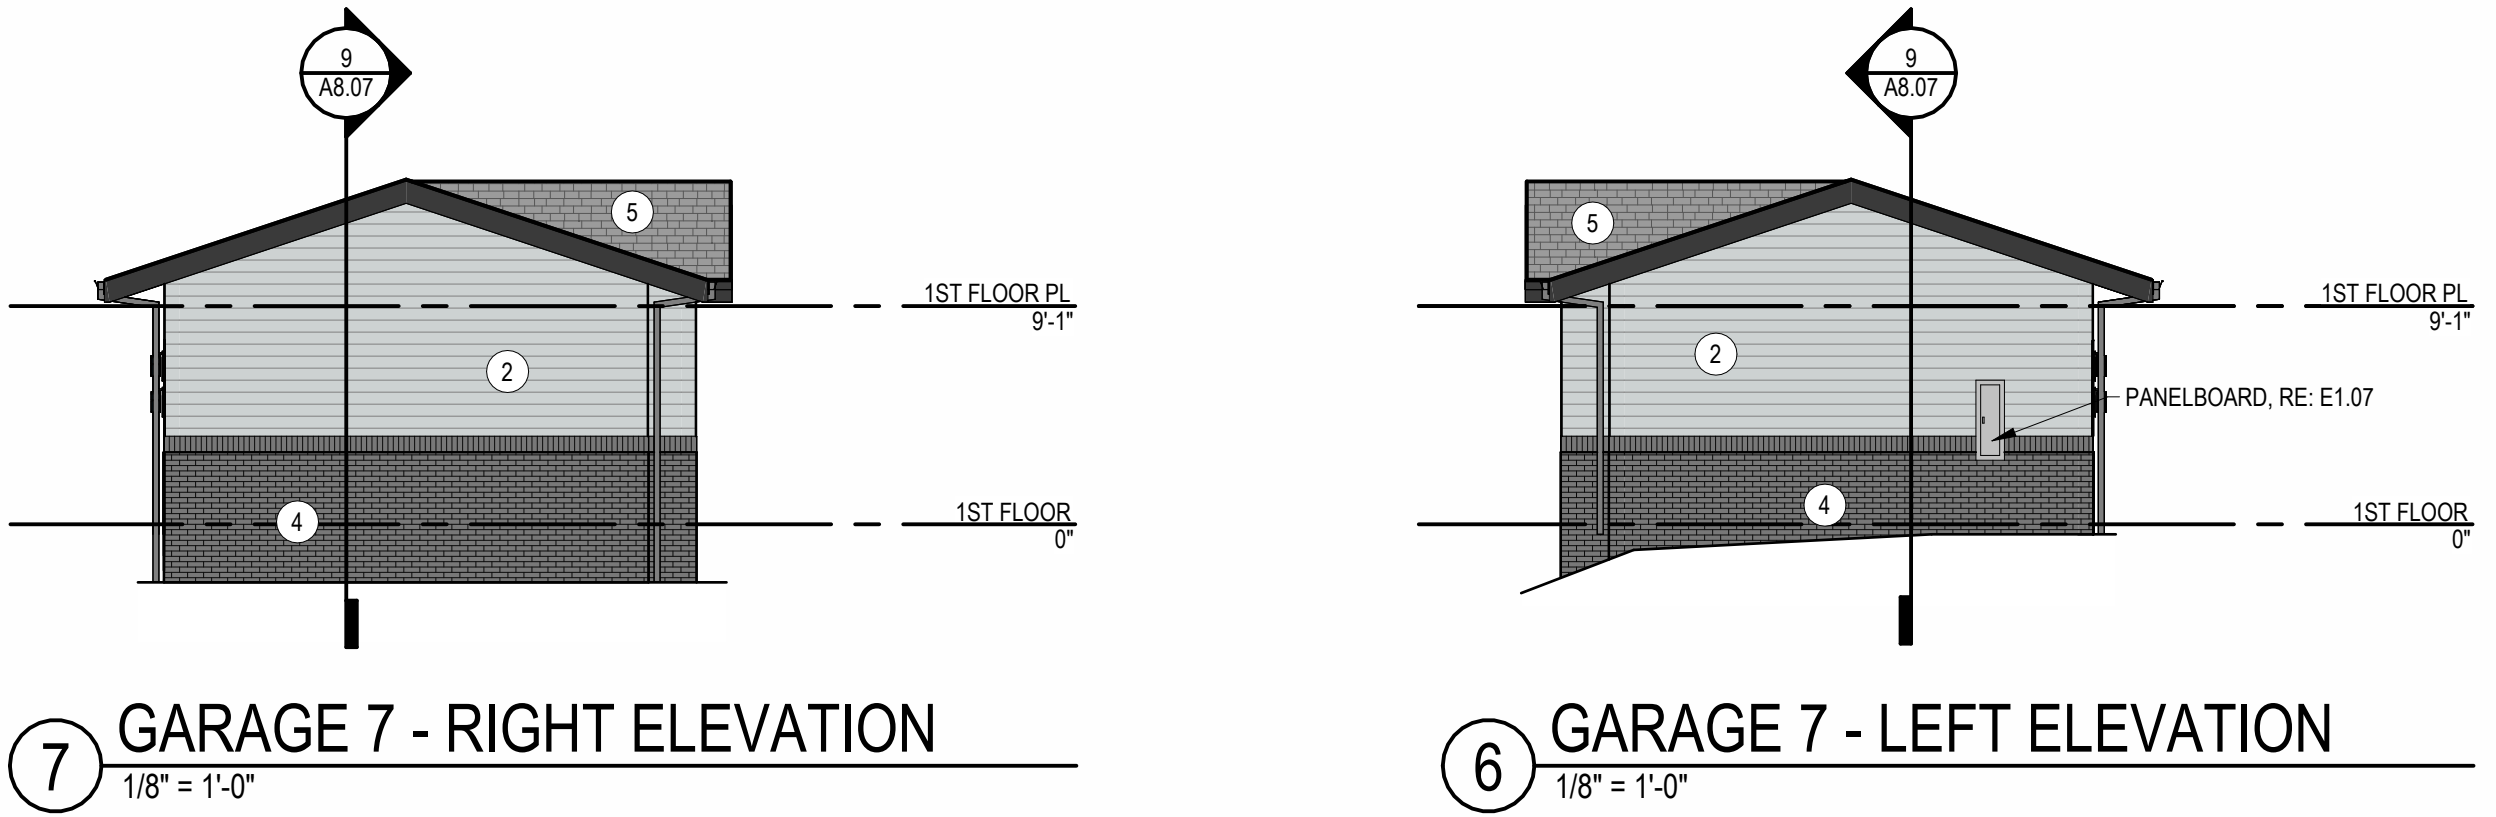 9
A8.07
5
1ST FLOOR PL
9'-1"
2
4
1ST FLOOR
0"
7
GARAGE 7 - RIGHT ELEVATION
1/8" = 1'-0"
9
A8.07
5
1ST FLOOR PL
9'-1"
2
PANELBOARD, RE: E1.07
4
1ST FLOOR
0"
6
GARAGE 7 - LEFT ELEVATION
1/8" = 1'-0"